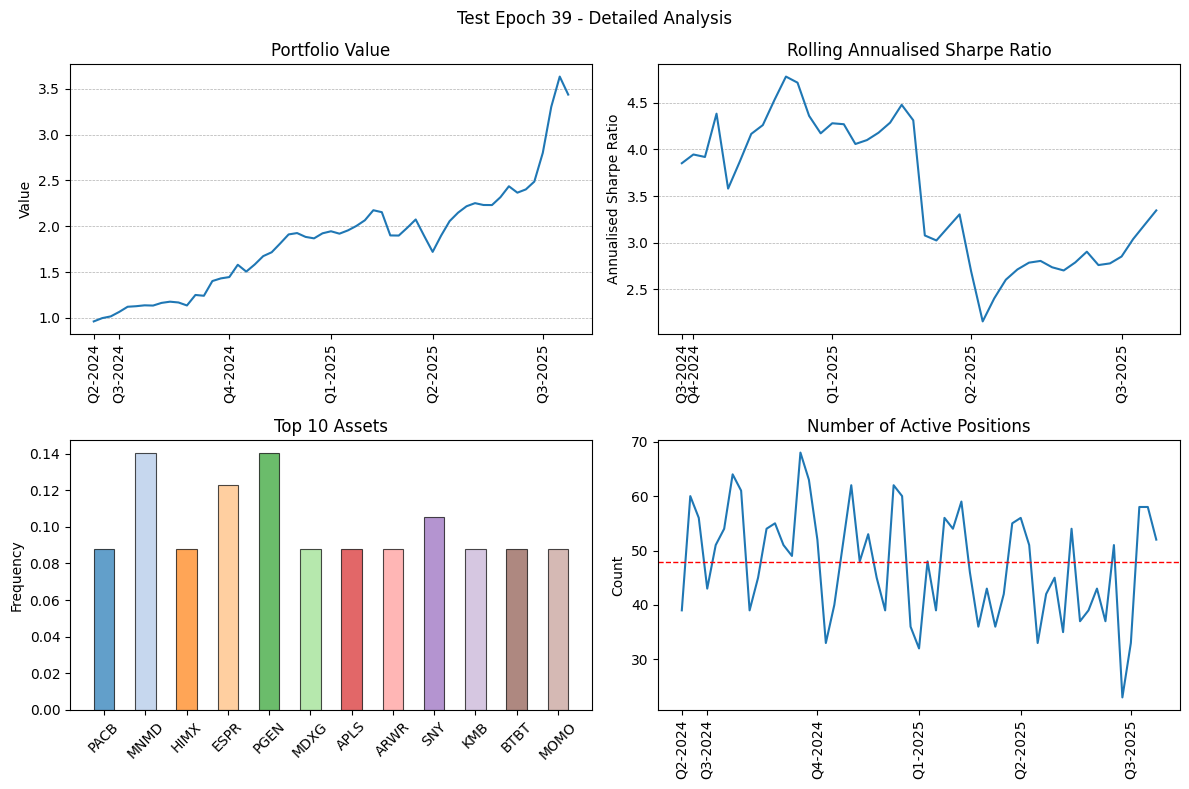 Test Epoch 39 - Detailed Analysis
Portfolio Value
Value
3.5
3.0
2.5
2.0
1.5
1.0
Q2-2024
Q3-2024
Q4-2024
Q1-2025
Q2-2025
Q3-2025
Rolling Annualised Sharpe Ratio
Annualised Sharpe Ratio
4.5
4.0
3.5
3.0
2.5
Q3-2024
Q4-2024
Q1-2025
Q2-2025
Q3-2025
Top 10 Assets
Frequency
0.14
0.12
0.10
0.08
0.06
0.04
0.02
0.00
PACB
MNMD
HIMX
ESPR
PGEN
MDXG
APLS
ARWR
SNY
KMB
BTBT
MOMO
Number of Active Positions
Count
70
60
50
40
30
Q2-2024
Q3-2024
Q4-2024
Q1-2025
Q2-2025
Q3-2025